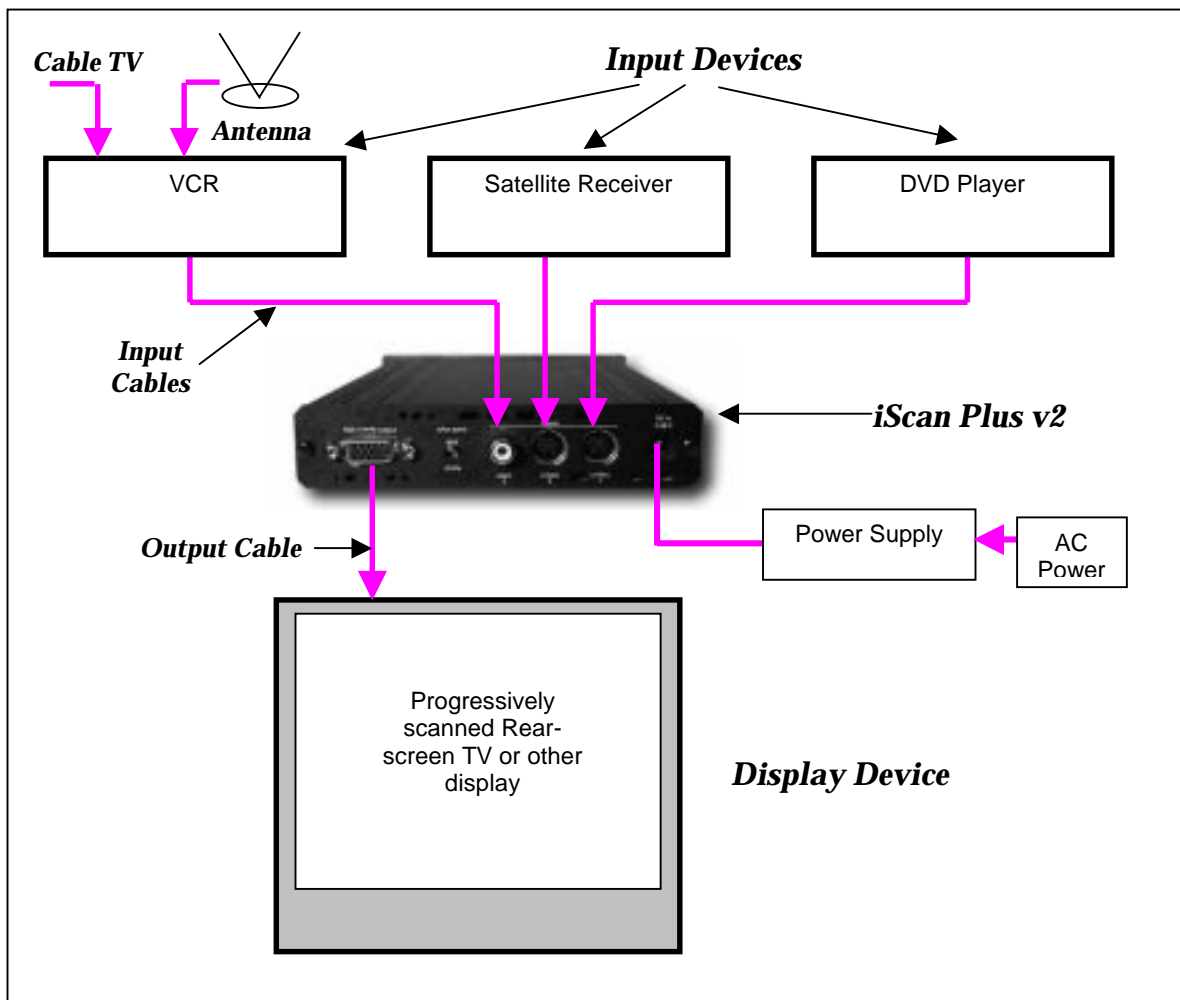 Cable TV
Input Devices
Antenna
VCR
Satellite Receiver
DVD Player
Input
Cables
iScan Plus v2
Output Cable
Power Supply
AC
Power
Progressively
scanned Rear-
screen TV or other
display
Display Device